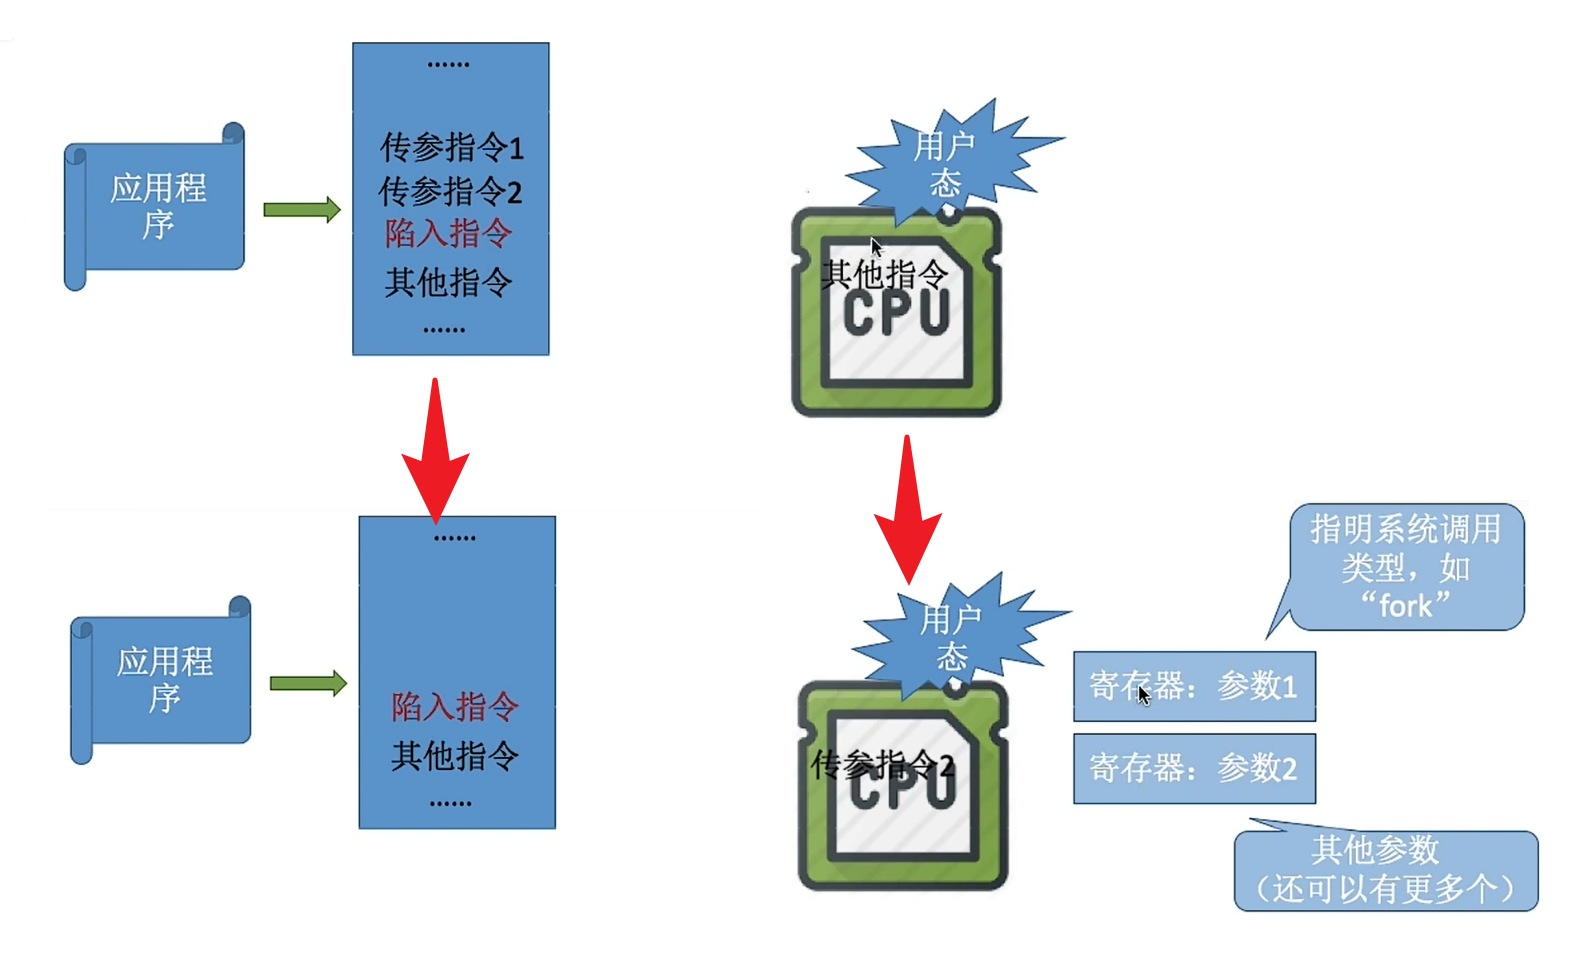 ……
传参指令1
传参指令2
陷入指令
其他指令
……
应用程
序
用户
态
其他指令
CPU
……
陷入指令
其他指令
……
应用程
序
用户
态
传参指令2
CPU
指明系统调用
类型，如
“fork”
寄存器：参数1
寄存器：参数2
其他参数
（还可以有更多个）